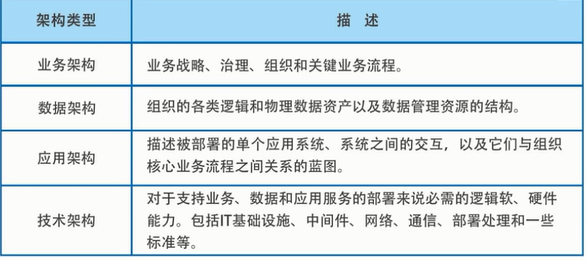 架构类型
描 述
业务架构
业务战略、治理、组织和关键业务流程。
数据架构
组织的各类逻辑和物理数据资产以及数据管理资源的结构。
应用架构
描述被部署的单个应用系统、系统之间的交互，以及它们与组织
核心业务流程之间关系的蓝图。
技术架构
对于支持业务、数据和应用服务的部署来说必需的逻辑软、硬件
能力。包括IT基础设施、中间件、网络、通信、部署处理和一些
标准等。